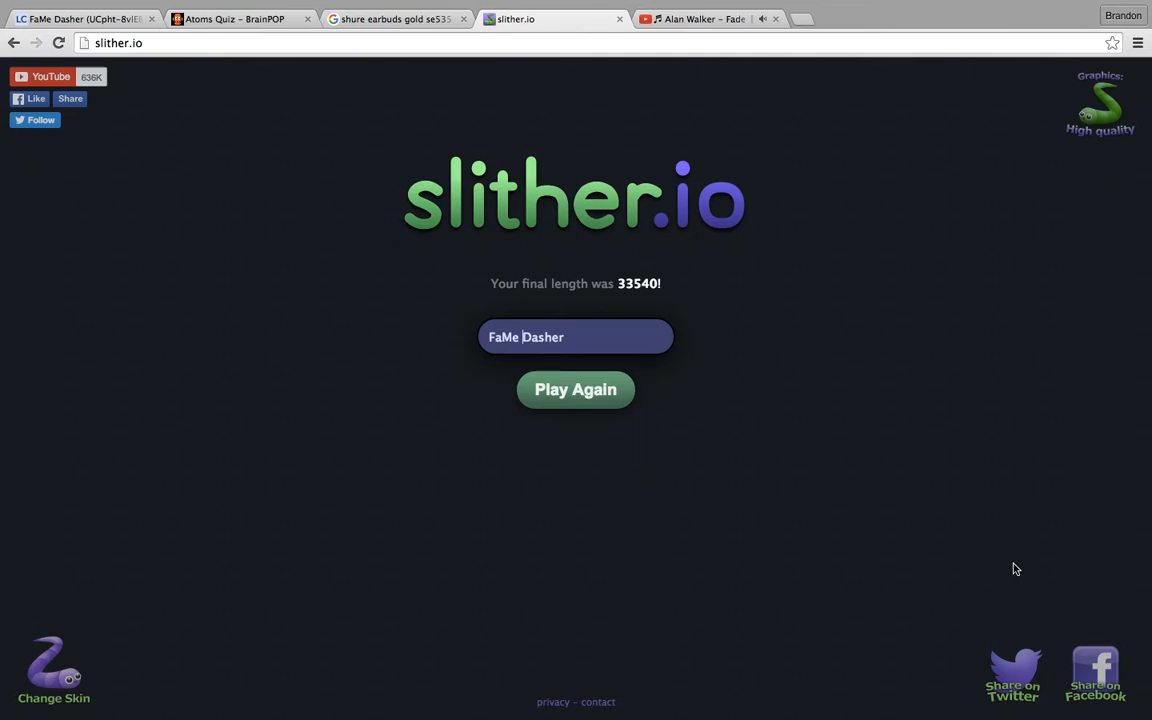 LC FaMe Dasher (UCpht-8vlE
Atoms Quiz - BrainPOP
shure earbuds gold se535
slither.io
Alan Walker - Fade
Brandon
slither.io
YouTube 636K
Like Share
Follow
Graphics:
High quality
slither.io
Your final length was 33540!
FaMe Dasher
Play Again
Change Skin
privacy - contact
Share on
Twitter
Share on
Facebook